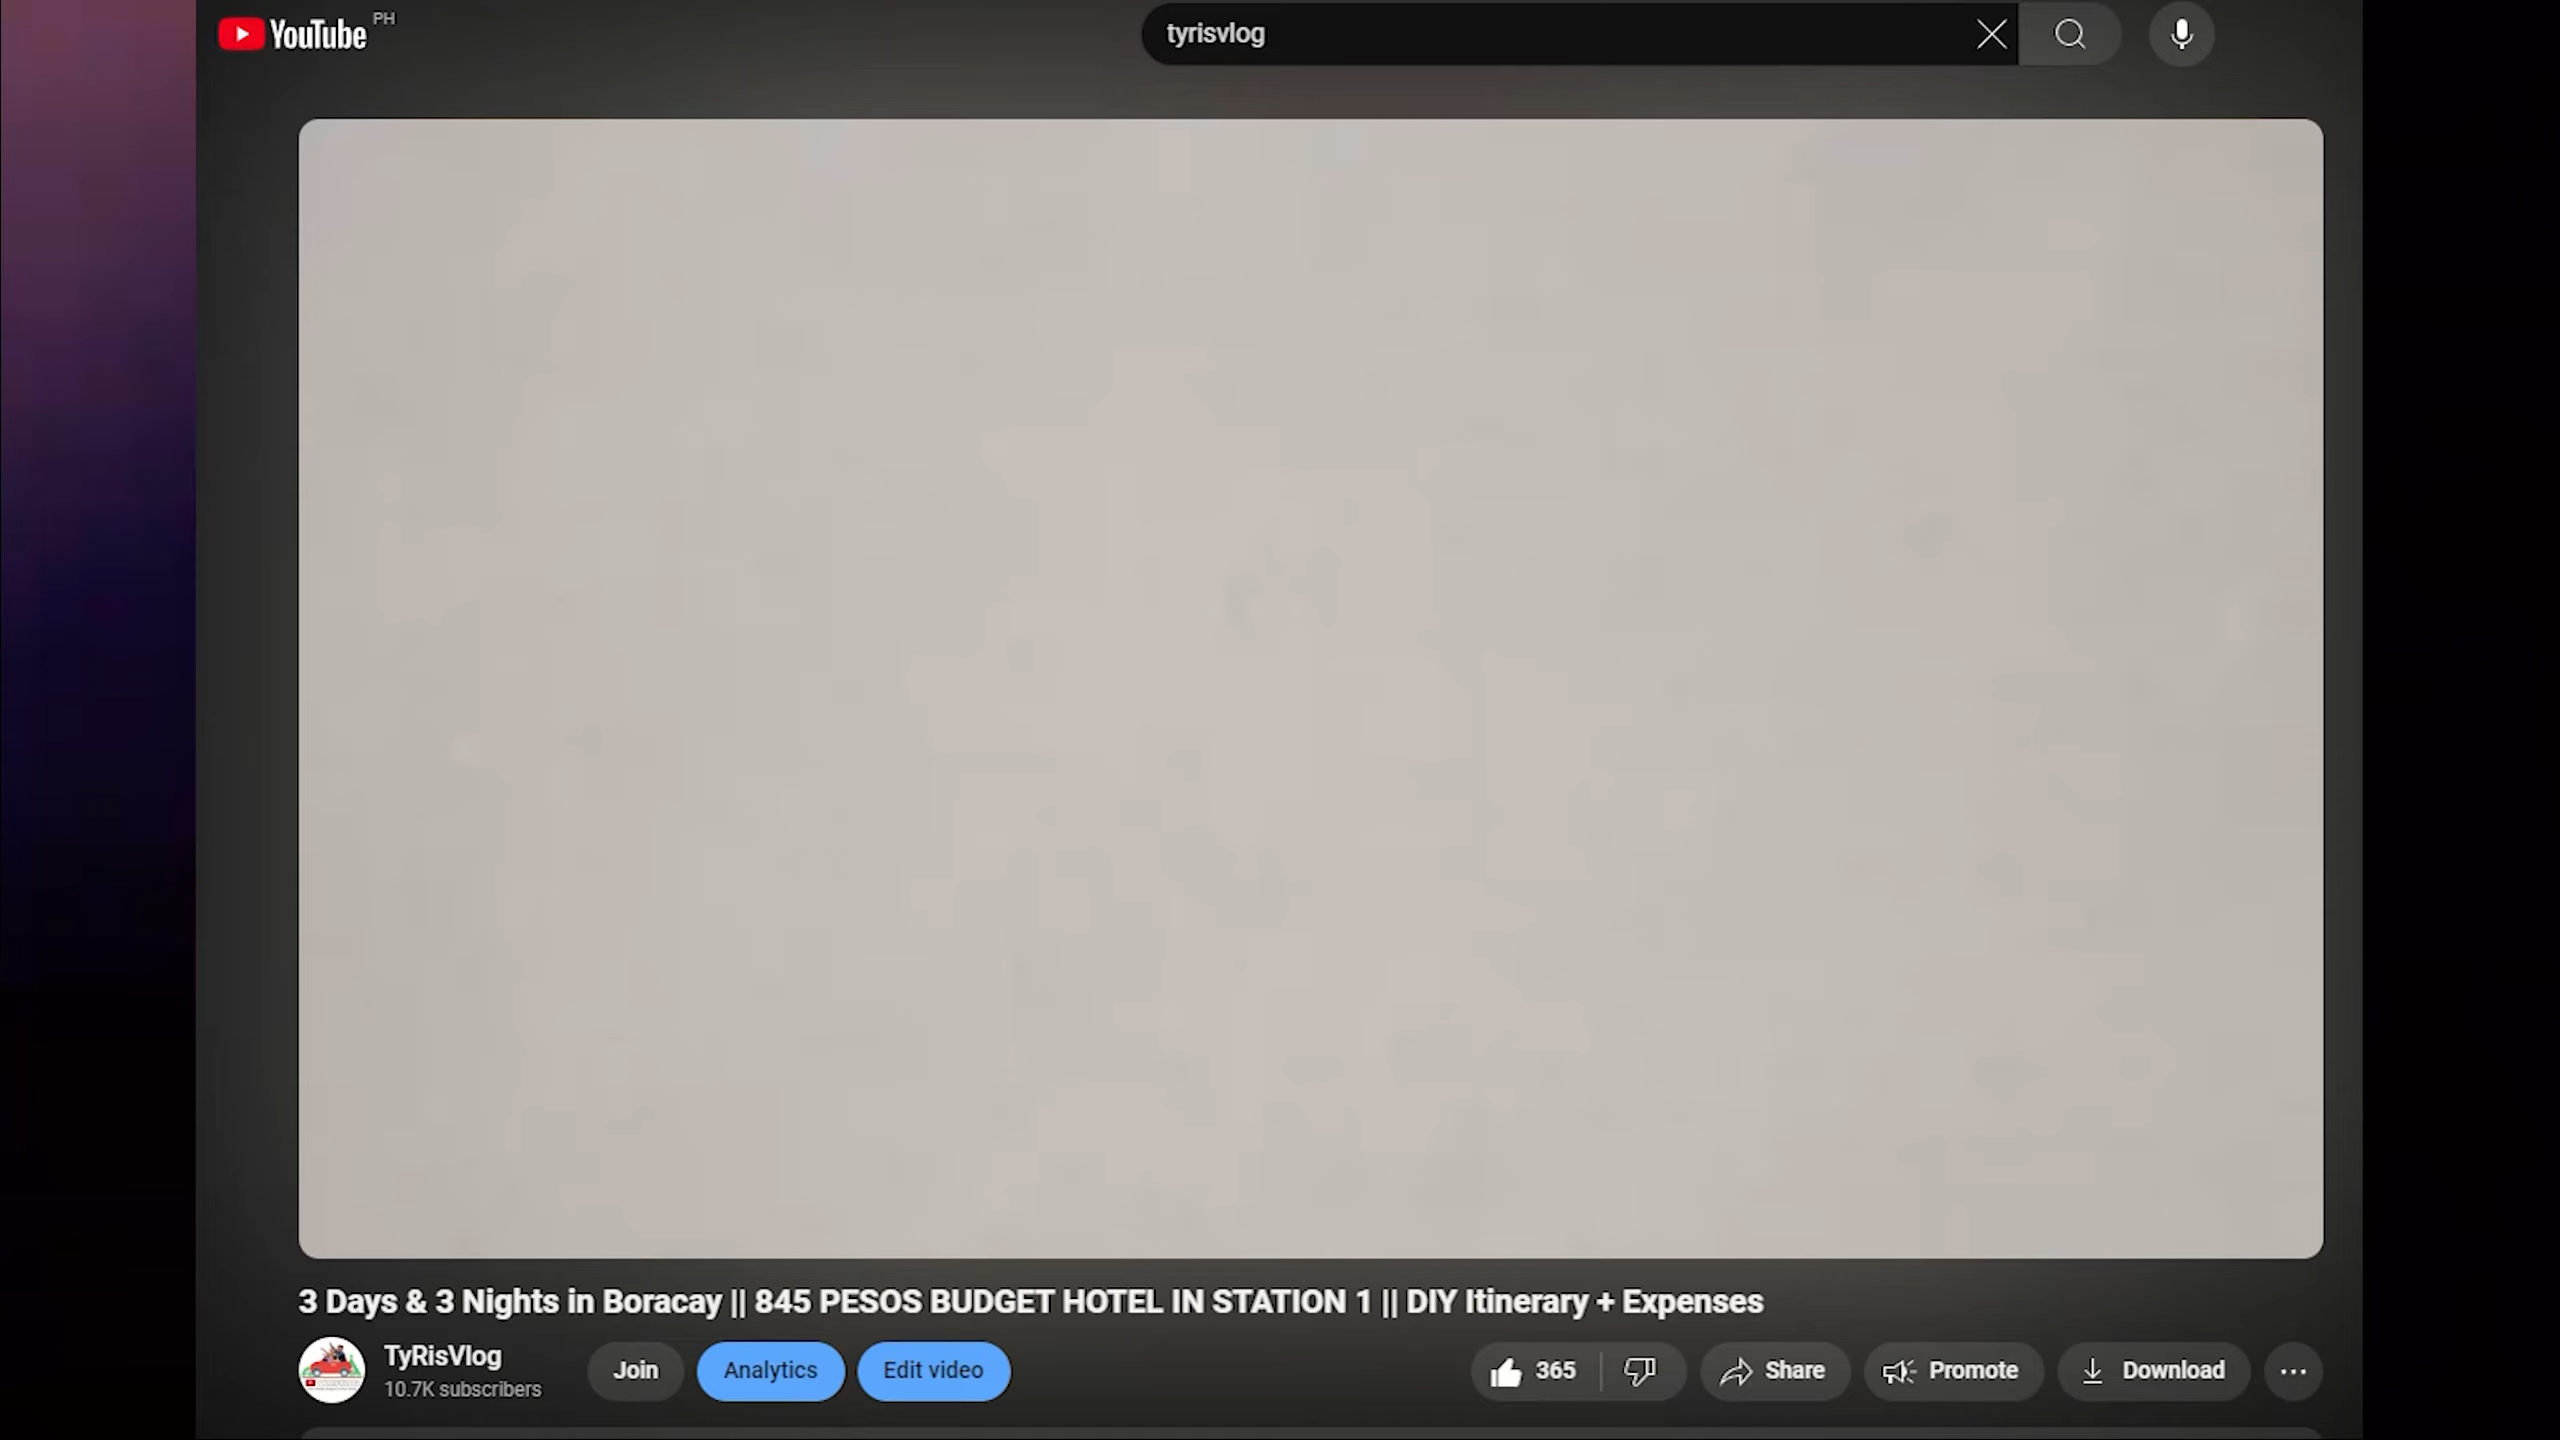 YouTube PH
tyrisvlog
3 Days & 3 Nights in Boracay || 845 PESOS BUDGET HOTEL IN STATION 1 || DIY Itinerary + Expenses
TyRisVlog
10.7K subscribers
Join
Analytics
Edit video
365
Share
Promote
Download